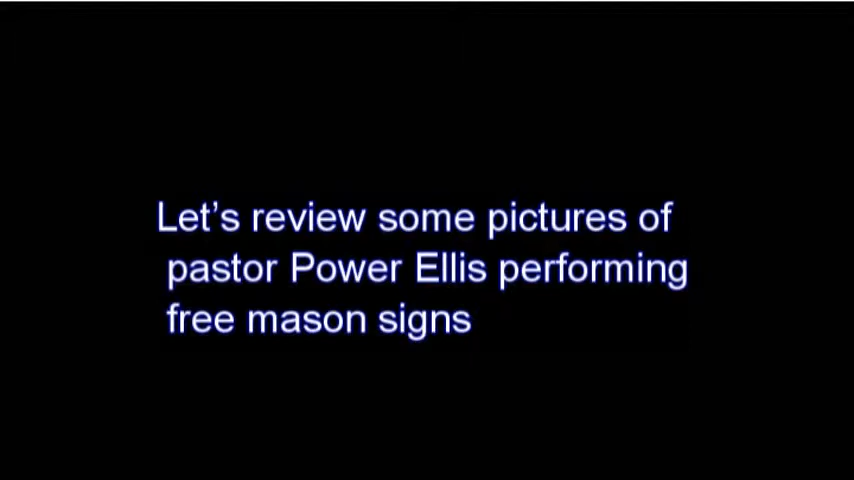 Let’s review some pictures of
pastor Power Ellis performing
free mason signs